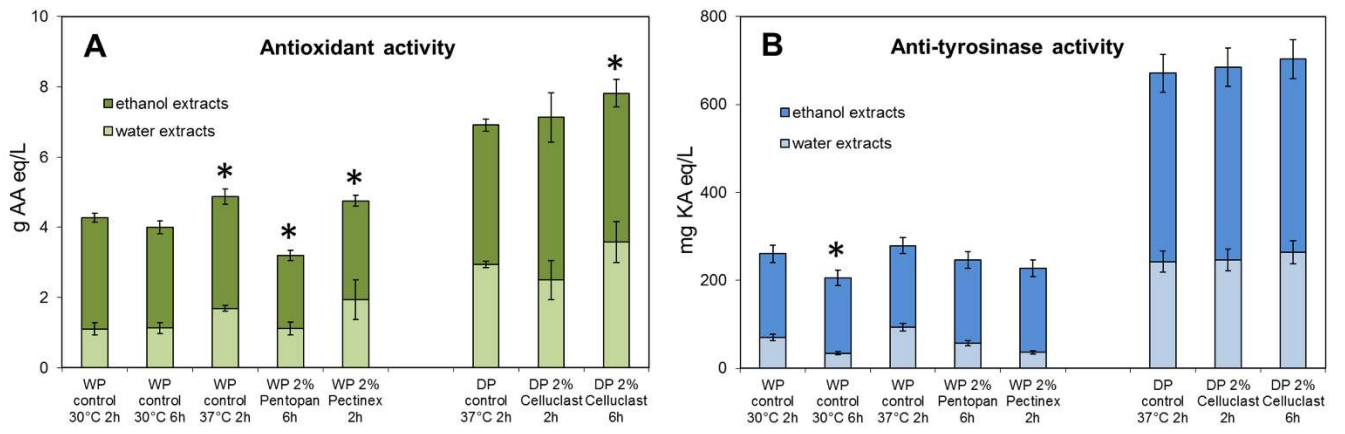 A
Antioxidant activity
g AA eq/L
10
8
6
4
2
0
ethanol extracts
water extracts
*
*
*
*
WP control 30°C 2h
WP control 30°C 6h
WP control 37°C 2h
WP 2% Pentopan 6h
WP 2% Pectinex 2h
DP control 37°C 2h
DP 2% Celluclast 2h
DP 2% Celluclast 6h
B
Anti-tyrosinase activity
mg KA eq/L
800
600
400
200
0
ethanol extracts
water extracts
*
WP control 30°C 2h
WP control 30°C 6h
WP control 37°C 2h
WP 2% Pentopan 6h
WP 2% Pectinex 2h
DP control 37°C 2h
DP 2% Celluclast 2h
DP 2% Celluclast 6h